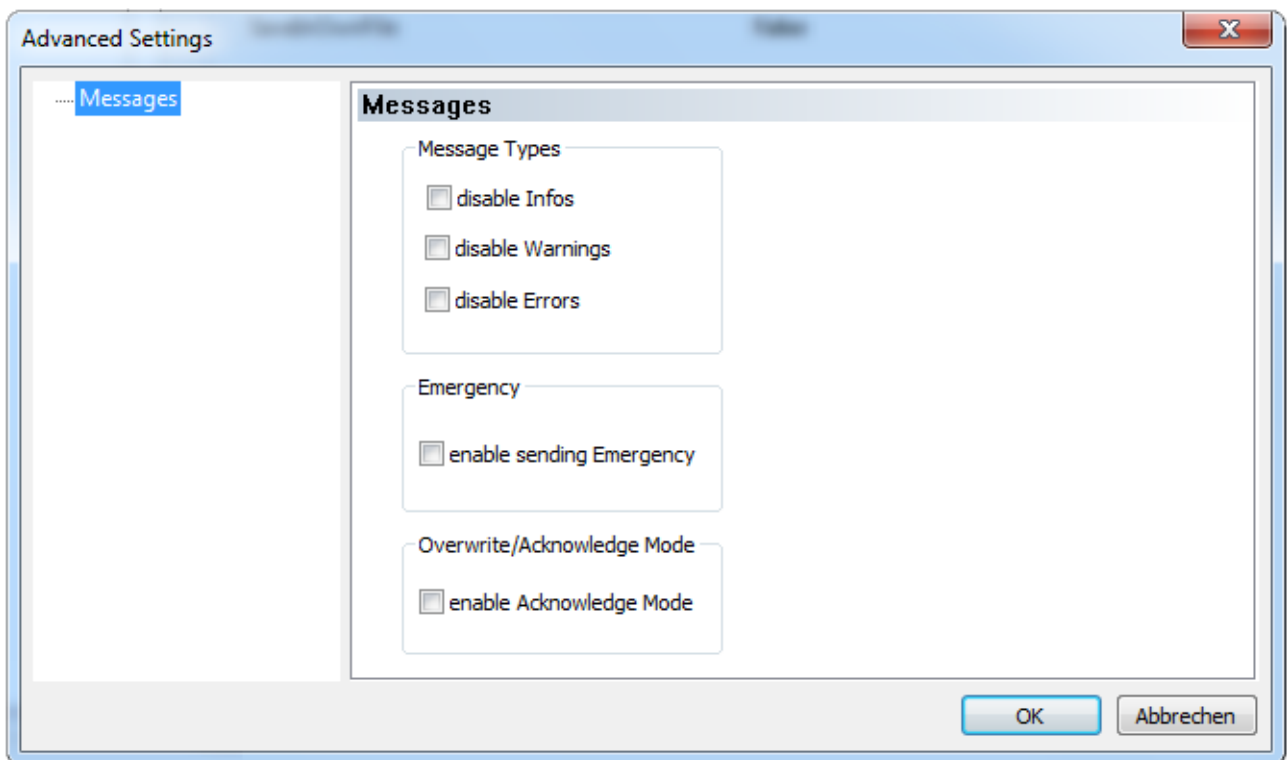 Advanced Settings
Messages
Messages
Message Types
disable Infos
disable Warnings
disable Errors
Emergency
enable sending Emergency
Overwrite/Acknowledge Mode
enable Acknowledge Mode
OK
Abbrechen